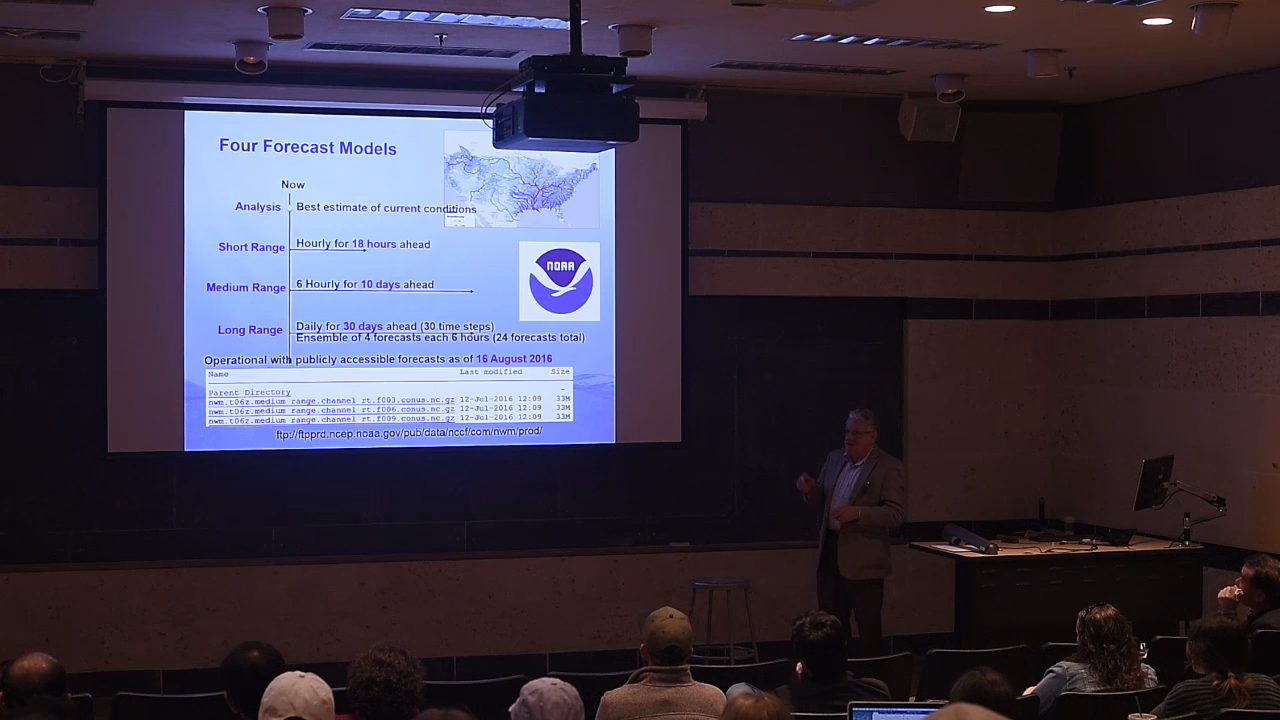 Four Forecast Models
Now
Analysis Best estimate of current conditions
Short Range Hourly for 18 hours ahead
NOAA
Medium Range 6 Hourly for 10 days ahead
Long Range Daily for 30 days ahead (30 time steps)
Ensemble of 4 forecasts each 6 hours (24 forecasts total)
Operational with publicly accessible forecasts as of 16 August 2016
Name Last modified Size
Parent Directory -
nwm.t06z.medium_range.channel_rt.f003.conus.nc.gz 12-Jul-2016 12:09 33M
nwm.t06z.medium_range.channel_rt.f006.conus.nc.gz 12-Jul-2016 12:09 33M
nwm.t06z.medium_range.channel_rt.f009.conus.nc.gz 12-Jul-2016 12:09 33M
ftp://ftpprd.ncep.noaa.gov/pub/data/nccf/com/nwm/prod/